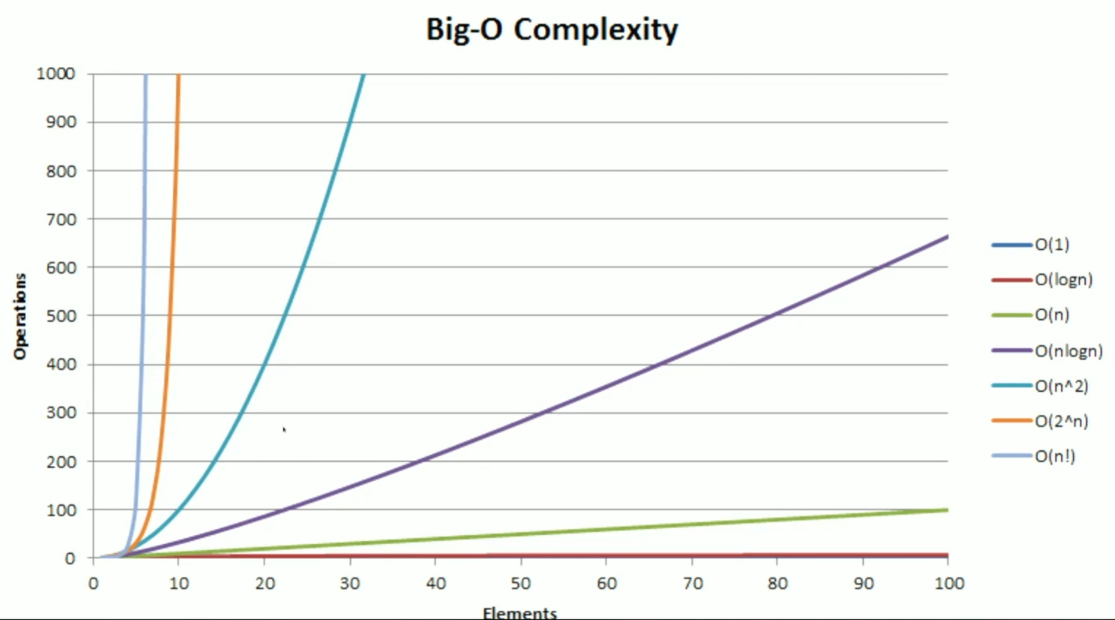 Big-O Complexity
1000
900
800
700
600
500
400
300
200
100
0
Operations
0 10 20 30 40 50 60 70 80 90 100
Elements
O(1)
O(logn)
O(n)
O(nlogn)
O(n^2)
O(2^n)
O(n!)